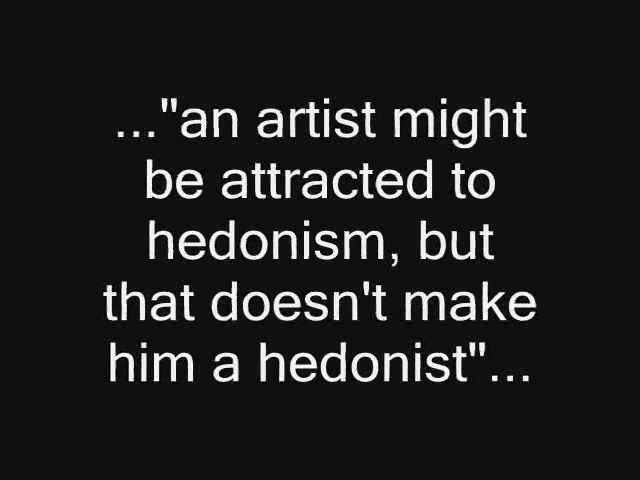 ..."an artist might
be attracted to
hedonism, but
that doesn't make
him a hedonist"...